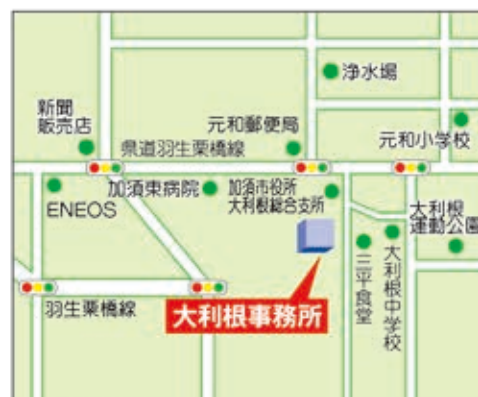 浄水場
新聞
販売店
元和郵便局
元和小学校
県道羽生栗橋線
ENEOS
加須東病院
加須市役所
大利根総合支所
大利根
運動公園
三平食堂
大利根中学校
羽生栗橋線
大利根事務所